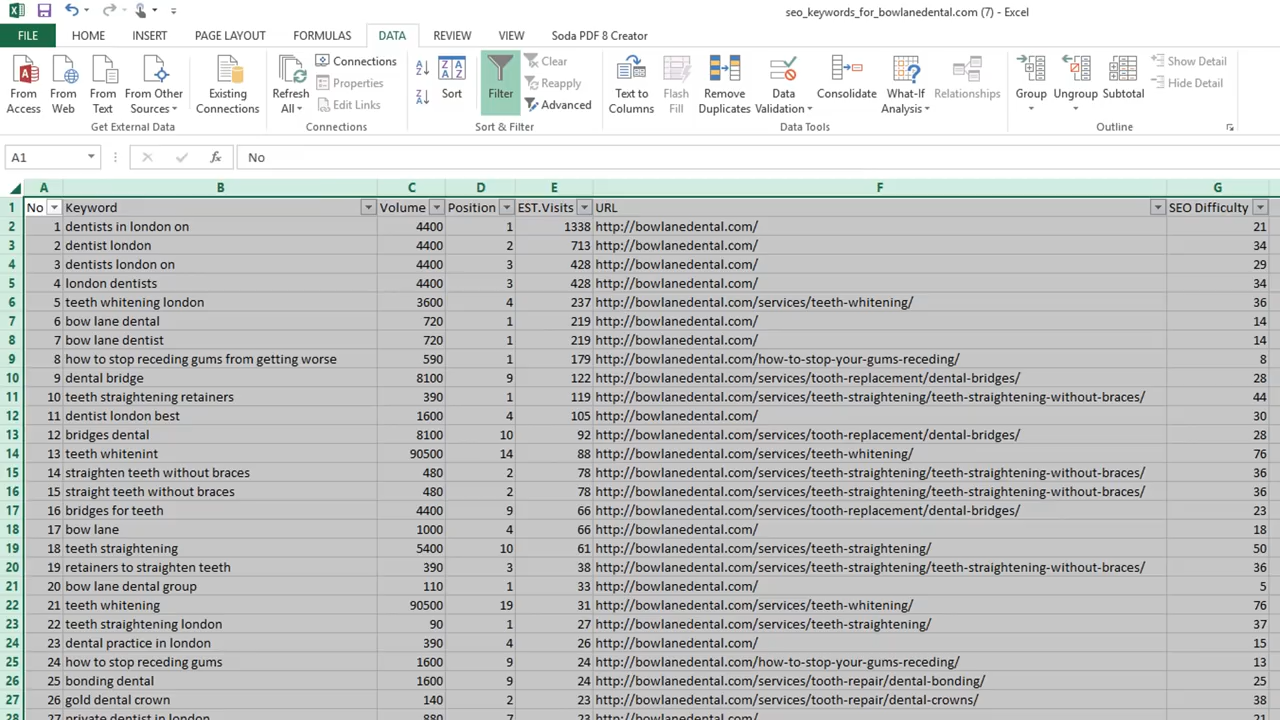 seo_keywords_for_bowlanedental.com (7) - Excel
FILE HOME INSERT PAGE LAYOUT FORMULAS DATA REVIEW VIEW Soda PDF 8 Creator
From Access From Web From Text From Other Sources Existing Connections Refresh All Connections Properties Edit Links Sort Filter Clear Reapply Advanced Text to Columns Flash Fill Remove Duplicates Data Validation Consolidate What-If Analysis Relationships Group Ungroup Subtotal Show Detail Hide Detail
Get External Data Connections Sort & Filter Data Tools Outline
A1 fx No
A B C D E F G
1 No Keyword Volume Position EST.Visits URL SEO Difficulty
2 1 dentists in london on 4400 1 1338 http://bowlanedental.com/ 21
3 2 dentist london 4400 2 713 http://bowlanedental.com/ 34
4 3 dentists london on 4400 3 428 http://bowlanedental.com/ 29
5 4 london dentists 4400 3 428 http://bowlanedental.com/ 34
6 5 teeth whitening london 3600 4 237 http://bowlanedental.com/services/teeth-whitening/ 36
7 6 bow lane dental 720 1 219 http://bowlanedental.com/ 14
8 7 bow lane dentist 720 1 219 http://bowlanedental.com/ 14
9 8 how to stop receding gums from getting worse 590 1 179 http://bowlanedental.com/how-to-stop-your-gums-receding/ 8
10 9 dental bridge 8100 9 122 http://bowlanedental.com/services/tooth-replacement/dental-bridges/ 28
11 10 teeth straightening retainers 390 1 119 http://bowlanedental.com/services/teeth-straightening/teeth-straightening-without-braces/ 44
12 11 dentist london best 1600 4 105 http://bowlanedental.com/ 30
13 12 bridges dental 8100 10 92 http://bowlanedental.com/services/tooth-replacement/dental-bridges/ 28
14 13 teeth whitenint 90500 14 88 http://bowlanedental.com/services/teeth-whitening/ 76
15 14 straighten teeth without braces 480 2 78 http://bowlanedental.com/services/teeth-straightening/teeth-straightening-without-braces/ 36
16 15 straight teeth without braces 480 2 78 http://bowlanedental.com/services/teeth-straightening/teeth-straightening-without-braces/ 36
17 16 bridges for teeth 4400 9 66 http://bowlanedental.com/services/tooth-replacement/dental-bridges/ 23
18 17 bow lane 1000 4 66 http://bowlanedental.com/ 18
19 18 teeth straightening 5400 10 61 http://bowlanedental.com/services/teeth-straightening/ 50
20 19 retainers to straighten teeth 390 3 38 http://bowlanedental.com/services/teeth-straightening/teeth-straightening-without-braces/ 36
21 20 bow lane dental group 110 1 33 http://bowlanedental.com/ 5
22 21 teeth whitening 90500 19 31 http://bowlanedental.com/services/teeth-whitening/ 76
23 22 teeth straightening london 90 1 27 http://bowlanedental.com/services/teeth-straightening/ 37
24 23 dental practice in london 390 4 26 http://bowlanedental.com/ 15
25 24 how to stop receding gums 1600 9 24 http://bowlanedental.com/how-to-stop-your-gums-receding/ 13
26 25 bonding dental 1600 9 24 http://bowlanedental.com/services/tooth-repair/dental-bonding/ 25
27 26 gold dental crown 140 2 23 http://bowlanedental.com/services/tooth-repair/dental-crowns/ 38
28 27 private dentist in london 880 7 23 http://bowlanedental.com/ 21